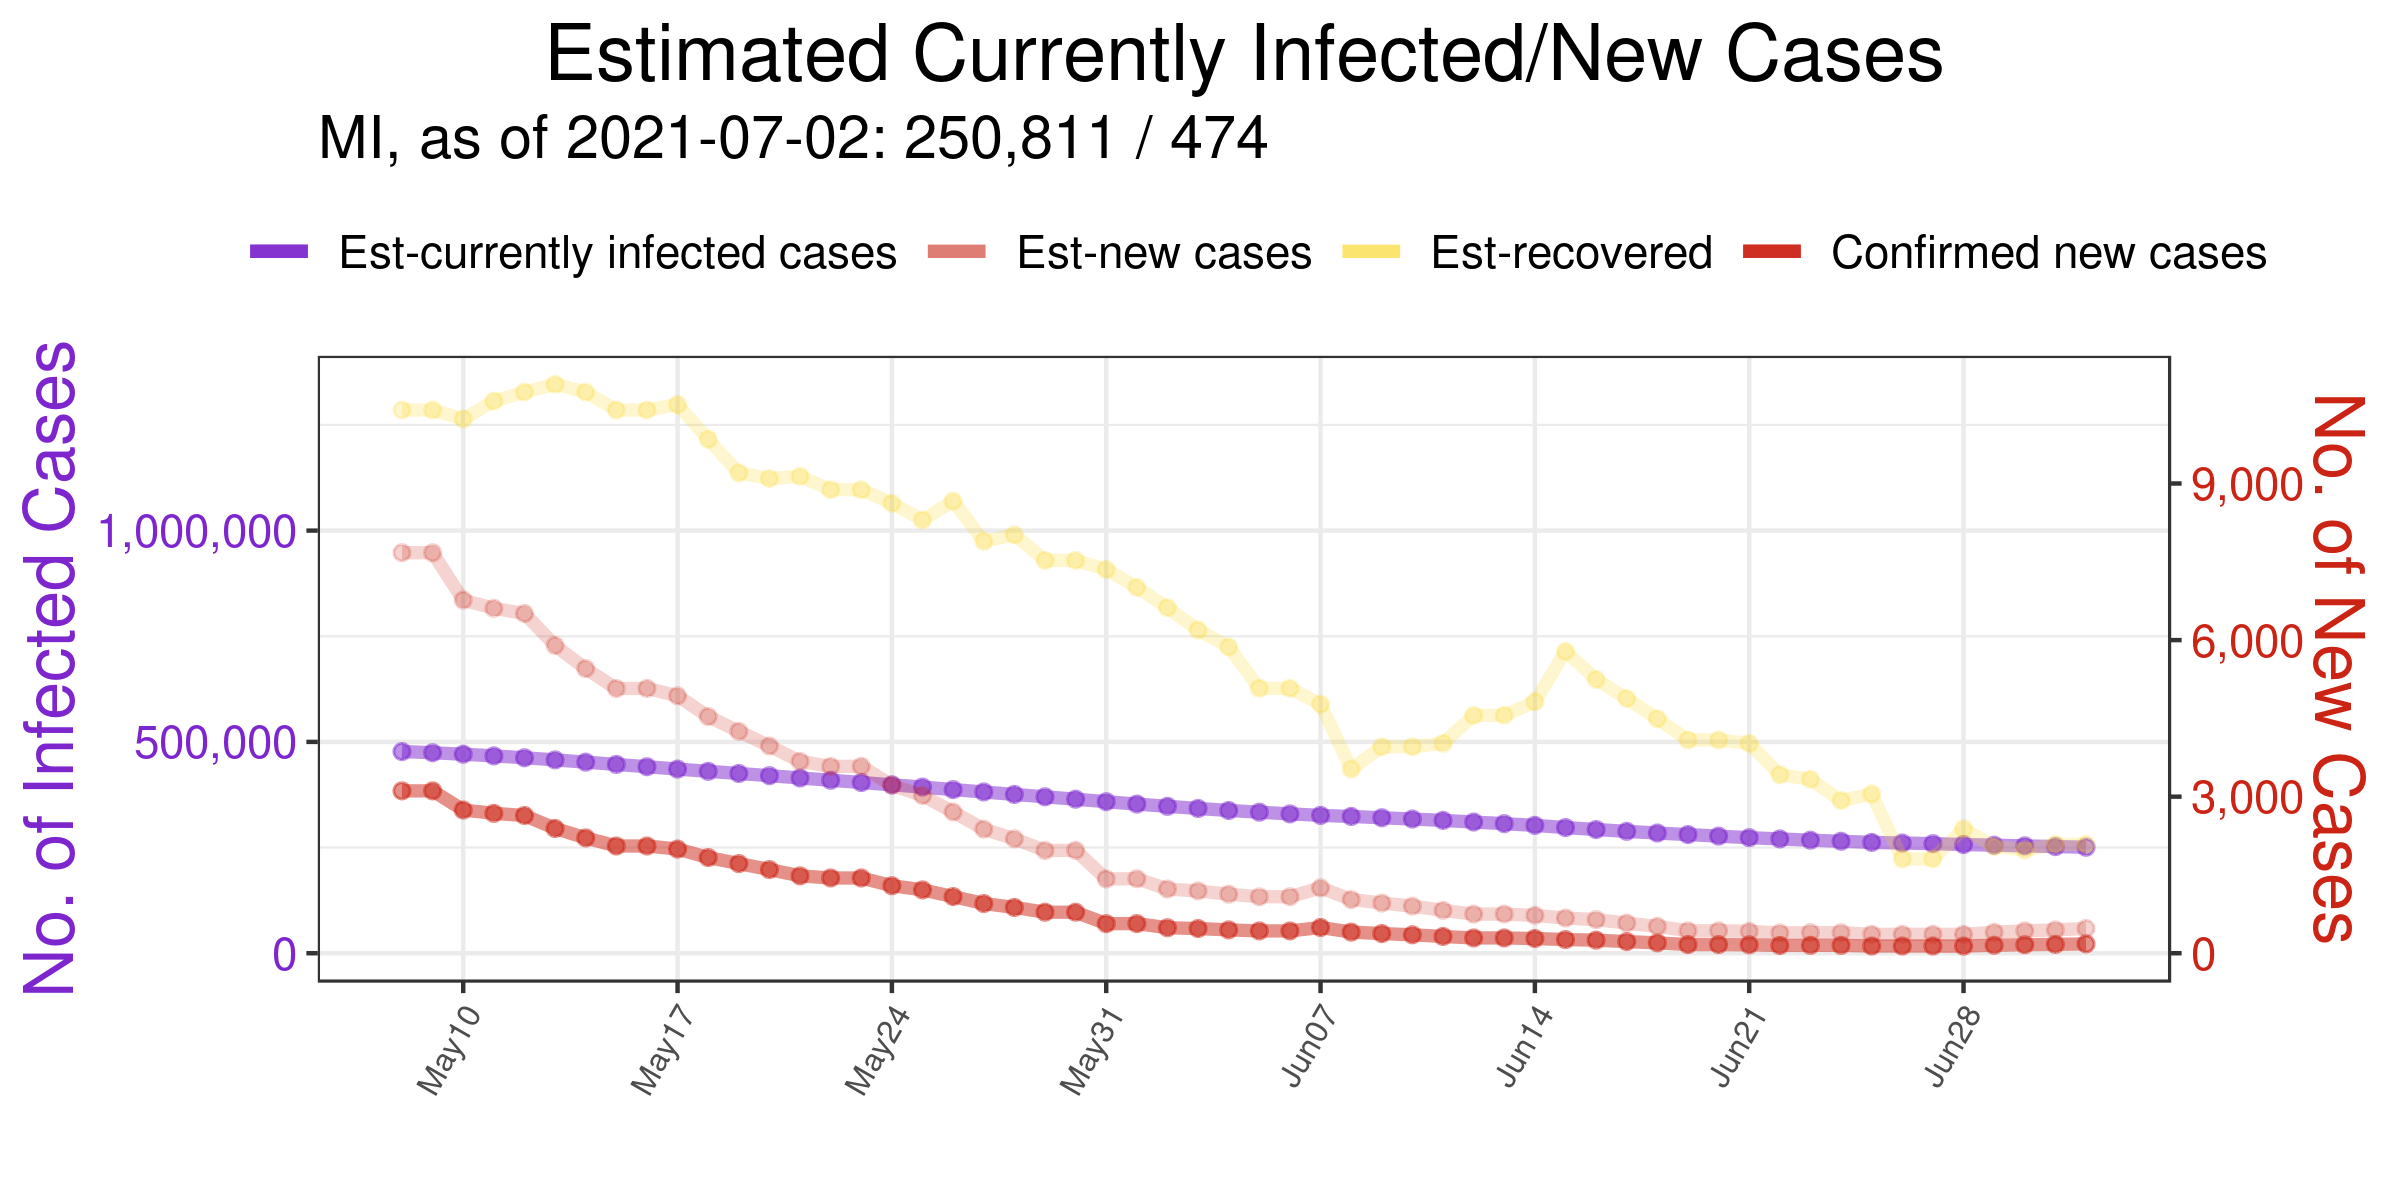 Estimated Currently Infected/New Cases
MI, as of 2021-07-02: 250,811 / 474
Est-currently infected cases Est-new cases Est-recovered Confirmed new cases
No. of Infected Cases
1,000,000
500,000
0
9,000
6,000
3,000
0
No. of New Cases
May10 May17 May24 May31 Jun07 Jun14 Jun21 Jun28